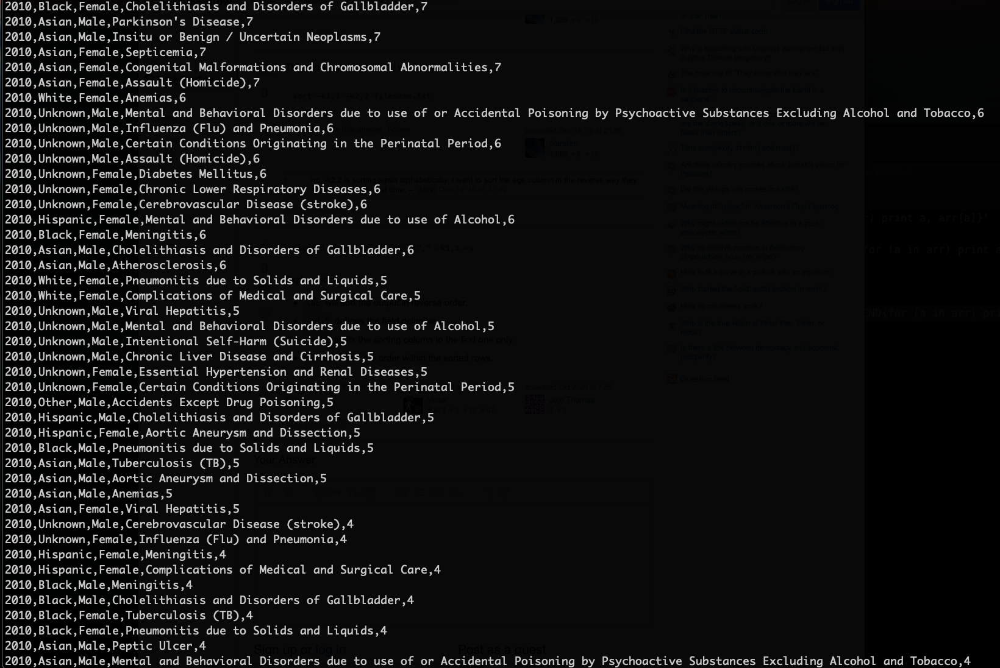 2010,Black,Female,Cholelithiasis and Disorders of Gallbladder,7
2010,Asian,Male,Parkinson's Disease,7
2010,Asian,Male,Insitu or Benign / Uncertain Neoplasms,7
2010,Asian,Female,Septicemia,7
2010,Asian,Female,Congenital Malformations and Chromosomal Abnormalities,7
2010,Asian,Female,Assault (Homicide),7
2010,White,Female,Anemias,6
2010,Unknown,Male,Mental and Behavioral Disorders due to use of or Accidental Poisoning by Psychoactive Substances Excluding Alcohol and Tobacco,6
2010,Unknown,Male,Influenza (Flu) and Pneumonia,6
2010,Unknown,Male,Certain Conditions Originating in the Perinatal Period,6
2010,Unknown,Male,Assault (Homicide),6
2010,Unknown,Female,Diabetes Mellitus,6
2010,Unknown,Female,Chronic Lower Respiratory Diseases,6
2010,Unknown,Female,Cerebrovascular Disease (stroke),6
2010,Hispanic,Female,Mental and Behavioral Disorders due to use of Alcohol,6
2010,Black,Female,Meningitis,6
2010,Asian,Male,Cholelithiasis and Disorders of Gallbladder,6
2010,Asian,Male,Atherosclerosis,6
2010,White,Female,Pneumonitis due to Solids and Liquids,5
2010,White,Female,Complications of Medical and Surgical Care,5
2010,Unknown,Male,Viral Hepatitis,5
2010,Unknown,Male,Mental and Behavioral Disorders due to use of Alcohol,5
2010,Unknown,Male,Intentional Self-Harm (Suicide),5
2010,Unknown,Male,Chronic Liver Disease and Cirrhosis,5
2010,Unknown,Female,Essential Hypertension and Renal Diseases,5
2010,Unknown,Female,Certain Conditions Originating in the Perinatal Period,5
2010,Other,Male,Accidents Except Drug Poisoning,5
2010,Hispanic,Male,Cholelithiasis and Disorders of Gallbladder,5
2010,Hispanic,Female,Aortic Aneurysm and Dissection,5
2010,Black,Male,Pneumonitis due to Solids and Liquids,5
2010,Asian,Male,Tuberculosis (TB),5
2010,Asian,Male,Aortic Aneurysm and Dissection,5
2010,Asian,Male,Anemias,5
2010,Asian,Female,Viral Hepatitis,5
2010,Unknown,Male,Cerebrovascular Disease (stroke),4
2010,Unknown,Female,Influenza (Flu) and Pneumonia,4
2010,Hispanic,Female,Meningitis,4
2010,Hispanic,Female,Complications of Medical and Surgical Care,4
2010,Black,Male,Meningitis,4
2010,Black,Male,Cholelithiasis and Disorders of Gallbladder,4
2010,Black,Female,Tuberculosis (TB),4
2010,Black,Female,Pneumonitis due to Solids and Liquids,4
2010,Asian,Male,Peptic Ulcer,4
2010,Asian,Male,Mental and Behavioral Disorders due to use of or Accidental Poisoning by Psychoactive Substances Excluding Alcohol and Tobacco,4